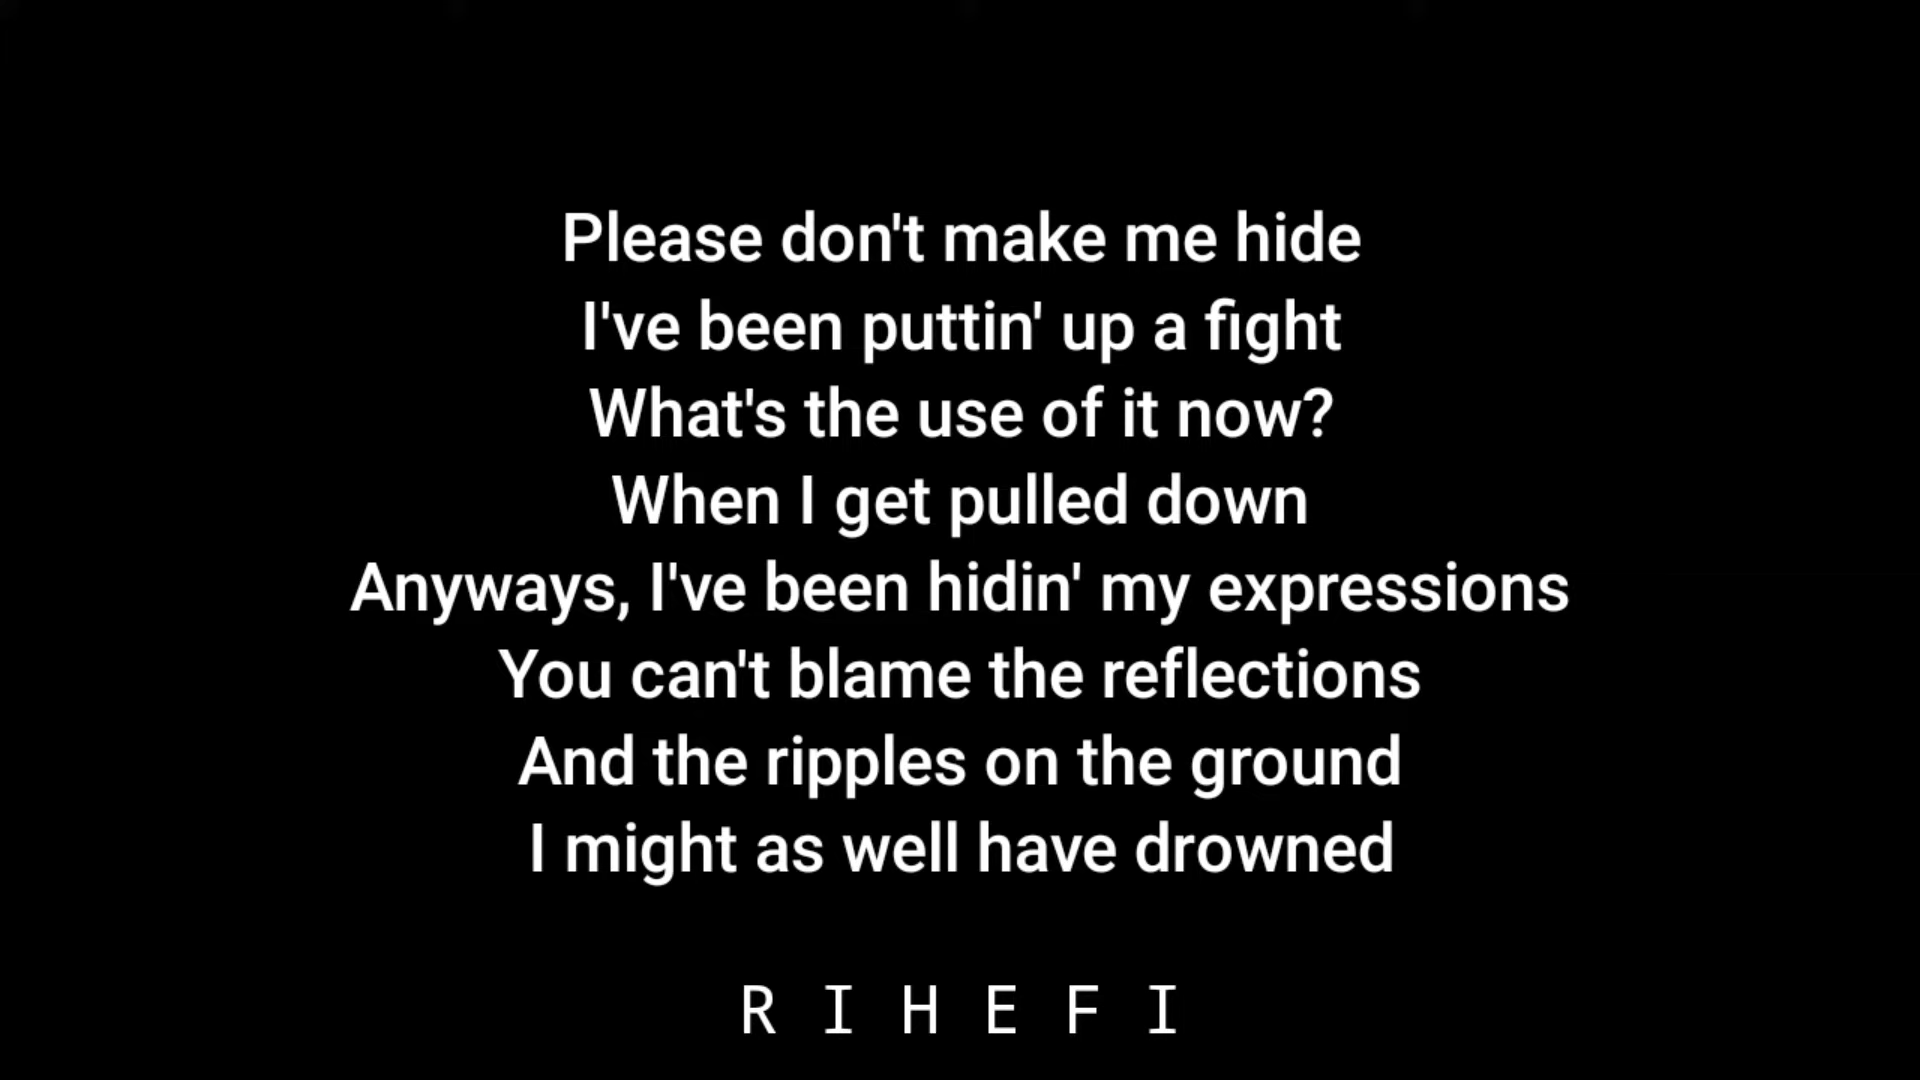 Please don't make me hide
I've been puttin' up a fight
What's the use of it now?
When I get pulled down
Anyways, I've been hidin' my expressions
You can't blame the reflections
And the ripples on the ground
I might as well have drowned
R I H E F I